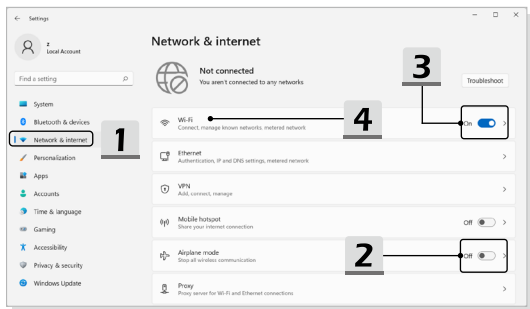 Settings
z
Local Account
Find a setting
System
Bluetooth & devices
Network & internet
Personalization
Apps
Accounts
Time & language
Gaming
Accessibility
Privacy & security
Windows Update
1
Network & internet
Not connected
You aren't connected to any networks
Troubleshoot
3
Wi-Fi
Connect, manage known networks, metered network
4
On
Ethernet
Authentication, IP and DNS settings, metered network
VPN
Add, connect, manage
Mobile hotspot
Share your internet connection
Off
Airplane mode
Stop all wireless communication
2
Off
Proxy
Proxy server for Wi-Fi and Ethernet connections